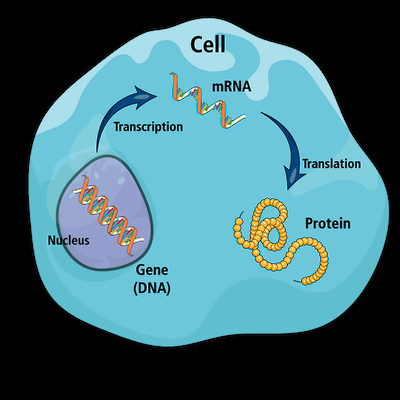 Cell
mRNA
Transcription
Translation
Protein
Nucleus
Gene
(DNA)